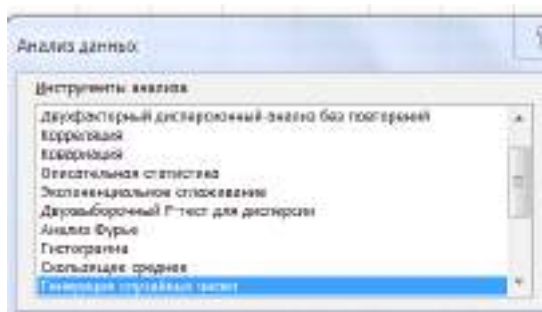 Анализ данных
Инструменты анализа
Двухфакторный дисперсионный анализ без повторений
Корреляция
Ковариация
Описательная статистика
Экспоненциальное сглаживание
Двухвыборочный F-тест для дисперсии
Анализ Фурье
Гистограмма
Скользящее среднее
Генерация случайных чисел